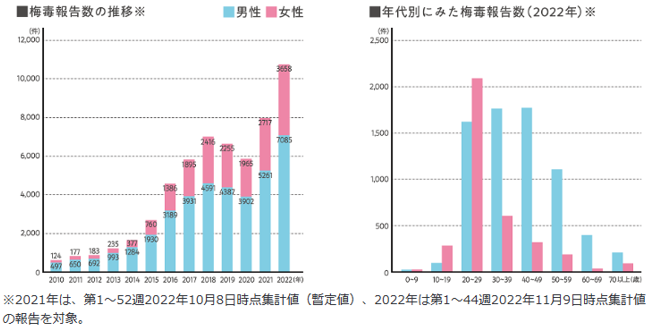 ■梅毒報告数の推移※
男性 女性
(件)
12,000
10,000
8,000
6,000
4,000
2,000
0
124 177 183 235 377 760 1386 1895 2416 2255 1965 2717 3658
497 650 692 993 1284 1930 3189 3931 4591 4387 3902 5261 7085
2010 2011 2012 2013 2014 2015 2016 2017 2018 2019 2020 2021 2022(年)
■年代別にみた梅毒報告数(2022年)※
(件)
2,500
2,000
1,500
1,000
500
0
0~9 10~19 20~29 30~39 40~49 50~59 60~69 70以上(歳)
※2021年は、第1~52週2022年10月8日時点集計値(暫定値)、2022年は第1~44週2022年11月9日時点集計値
の報告を対象。